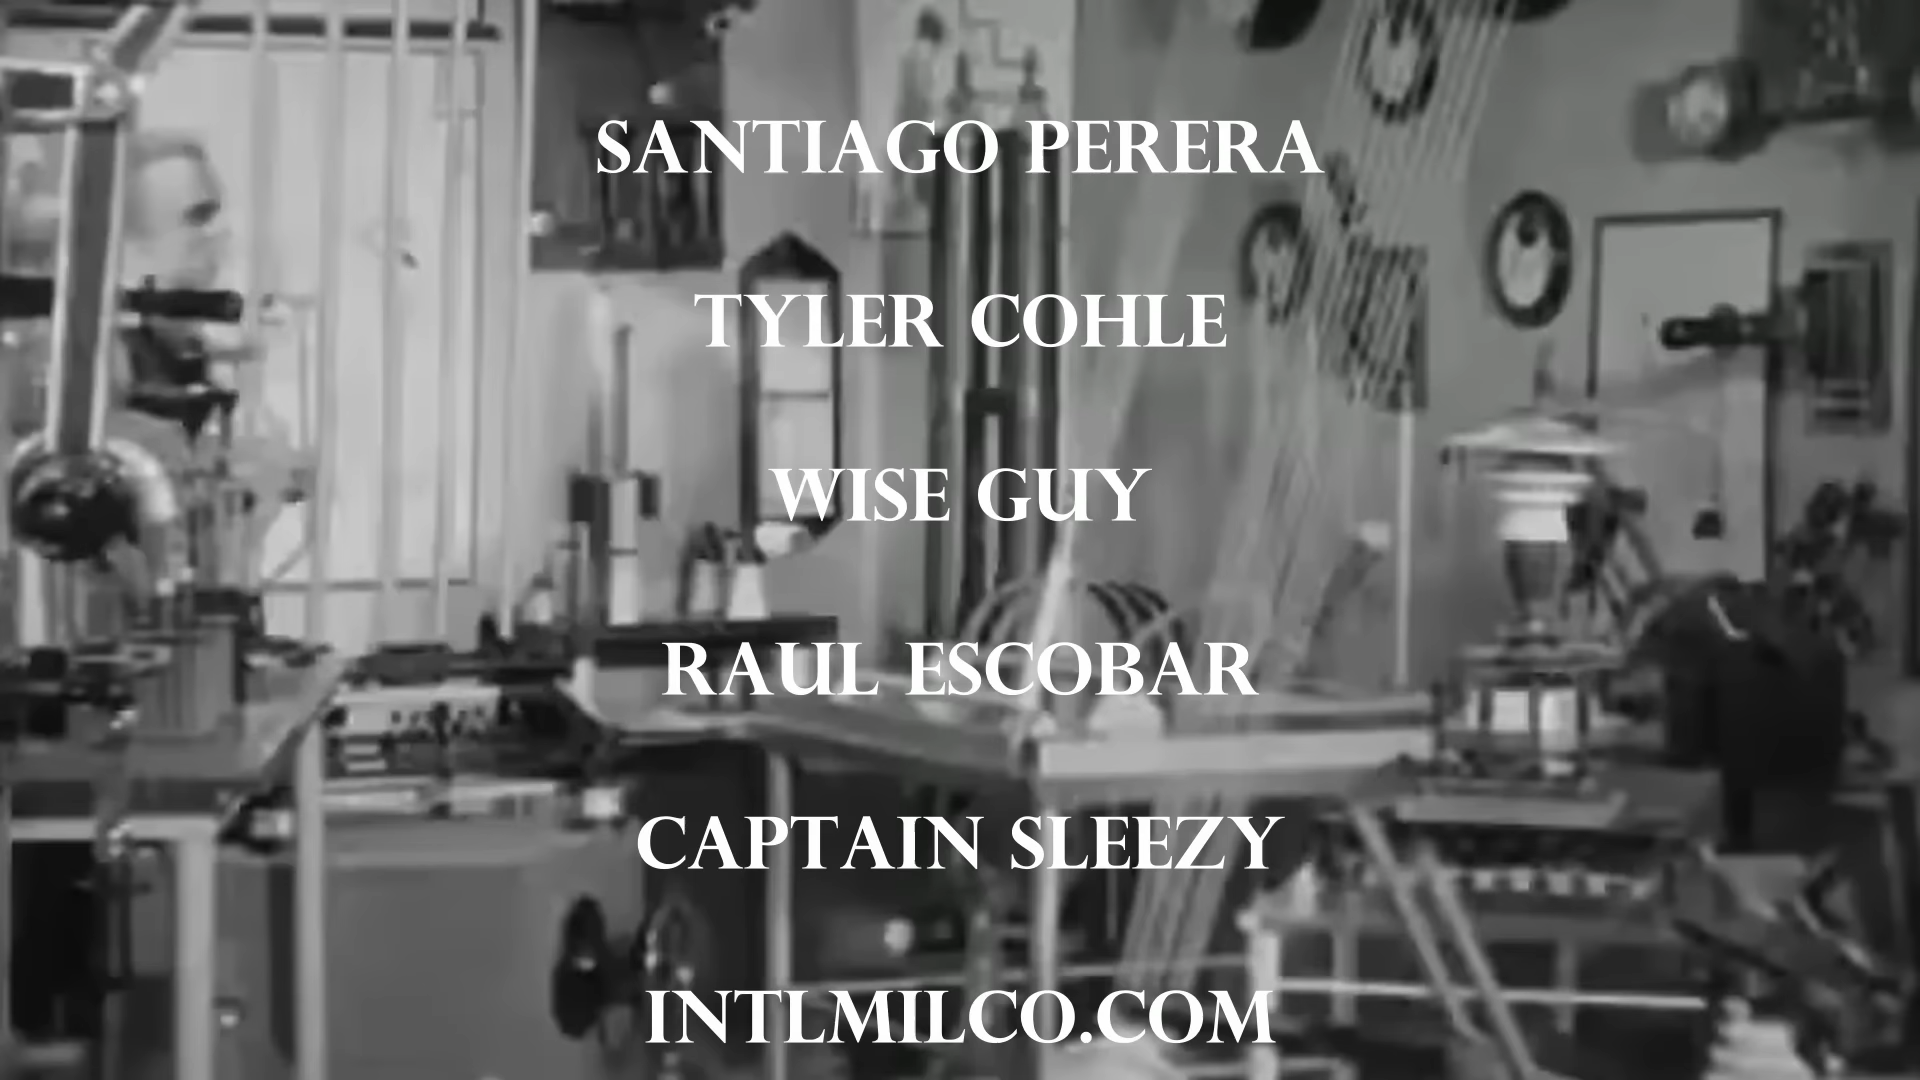 SANTIAGO PERERA
TYLER COHLE
WISE GUY
RAUL ESCOBAR
CAPTAIN SLEEZY
INTLMILCO.COM